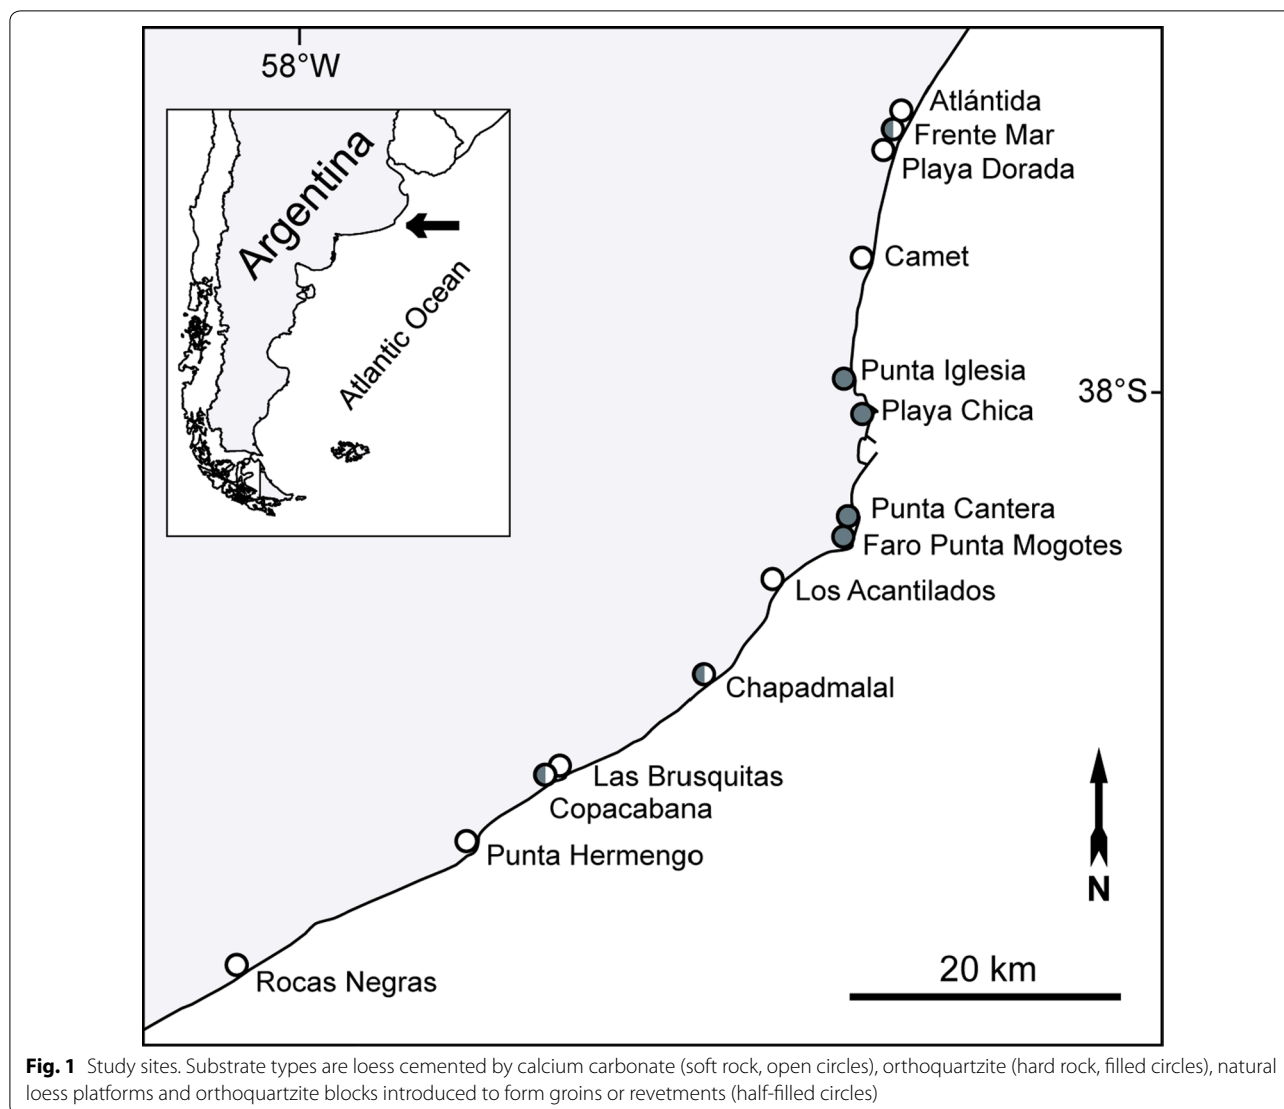 58°W
Argentina
Atlantic Ocean
Atlántida
Frente Mar
Playa Dorada
Camet
Punta Iglesia
38°S
Playa Chica
Punta Cantera
Faro Punta Mogotes
Los Acantilados
Chapadmalal
Las Brusquitas
Copacabana
Punta Hermengo
N
20 km
Rocas Negras
Fig. 1 Study sites. Substrate types are loess cemented by calcium carbonate (soft rock, open circles), orthoquartzite (hard rock, filled circles), natural
loess platforms and orthoquartzite blocks introduced to form groins or revetments (half-filled circles)